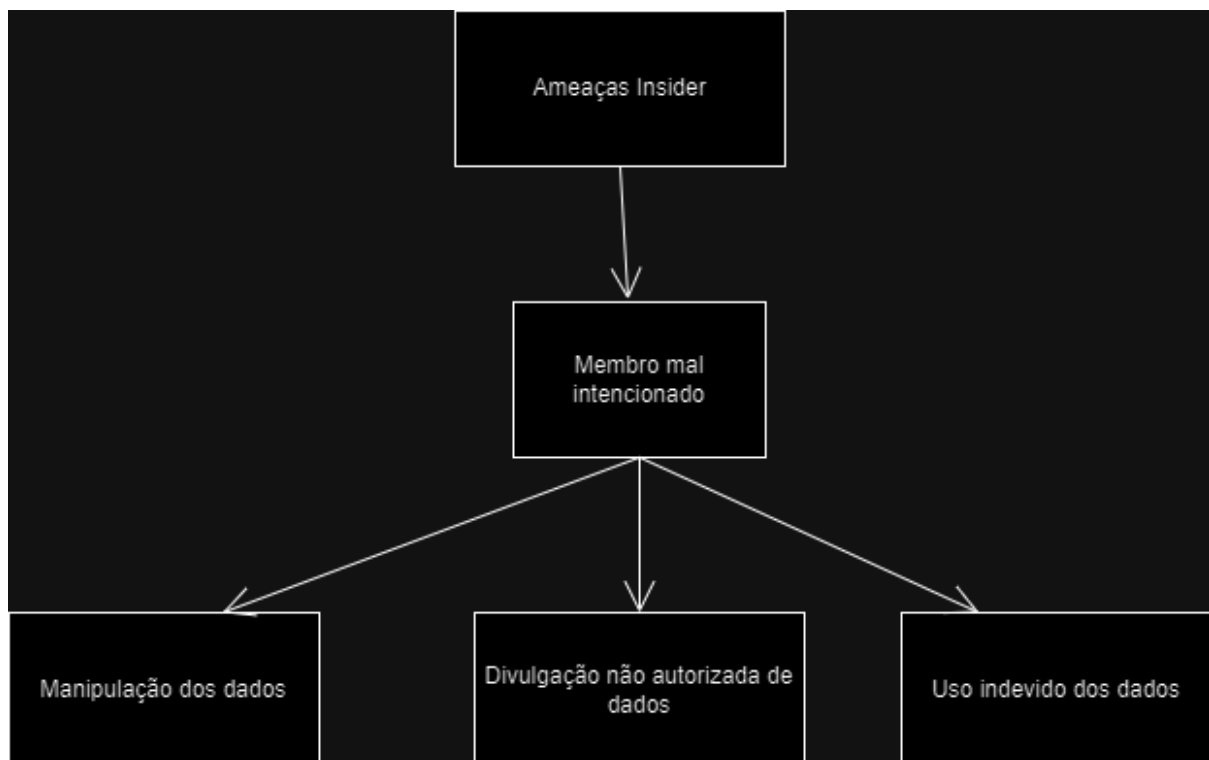 Ameaças Insider
Membro mal
intencionado
Manipulação dos dados
Divulgação não autorizada de
dados
Uso indevido dos dados